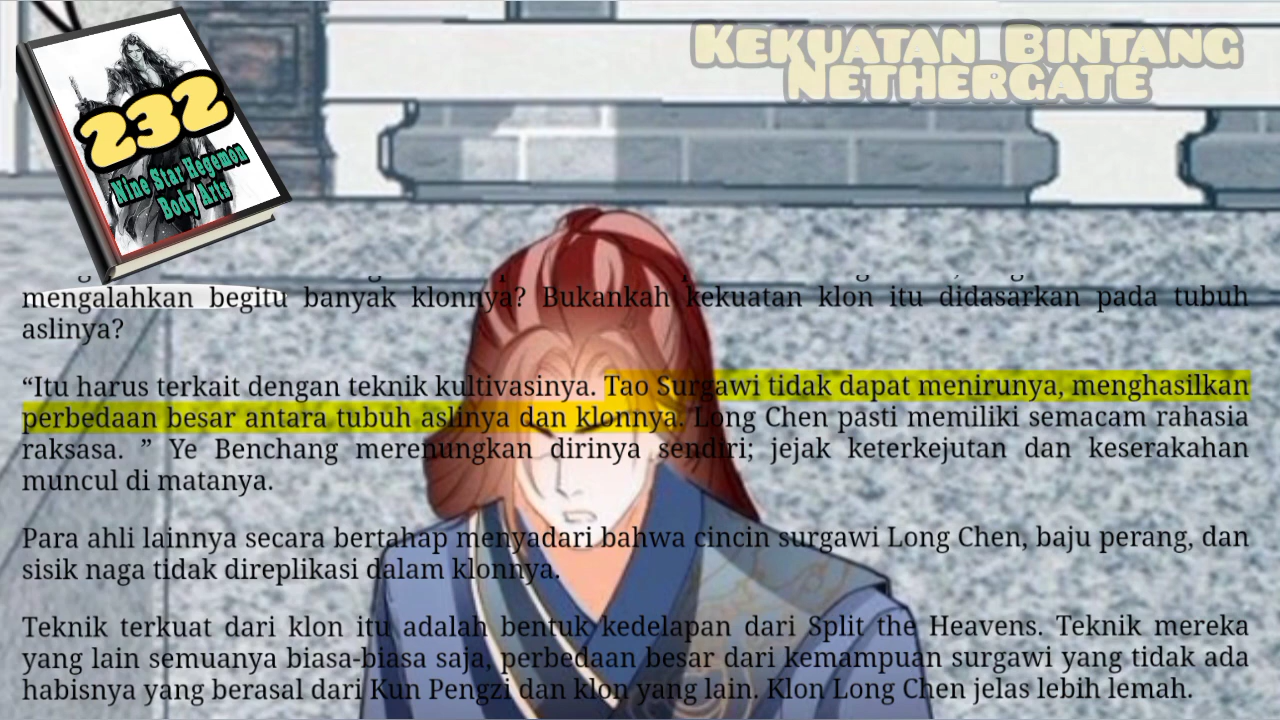 KEKUATAN BINTANG
NETHERGATE
232
Nine Star Hegemon
Body Arts
mengalahkan begitu banyak klonnya? Bukankah kekuatan klon itu didasarkan pada tubuh
aslinya?
“Itu harus terkait dengan teknik kultivasinya. Tao Surgawi tidak dapat menirunya, menghasilkan
perbedaan besar antara tubuh aslinya dan klonnya. Long Chen pasti memiliki semacam rahasia
raksasa. ” Ye Benchang merenungkan dirinya sendiri; jejak keterkejutan dan keserakahan
muncul di matanya.
Para ahli lainnya secara bertahap menyadari bahwa cincin surgawi Long Chen, baju perang, dan
sisik naga tidak direplikasi dalam klonnya.
Teknik terkuat dari klon itu adalah bentuk kedelapan dari Split the Heavens. Teknik mereka
yang lain semuanya biasa-biasa saja, perbedaan besar dari kemampuan surgawi yang tidak ada
habisnya yang berasal dari Kun Pengzi dan klon yang lain. Klon Long Chen jelas lebih lemah.